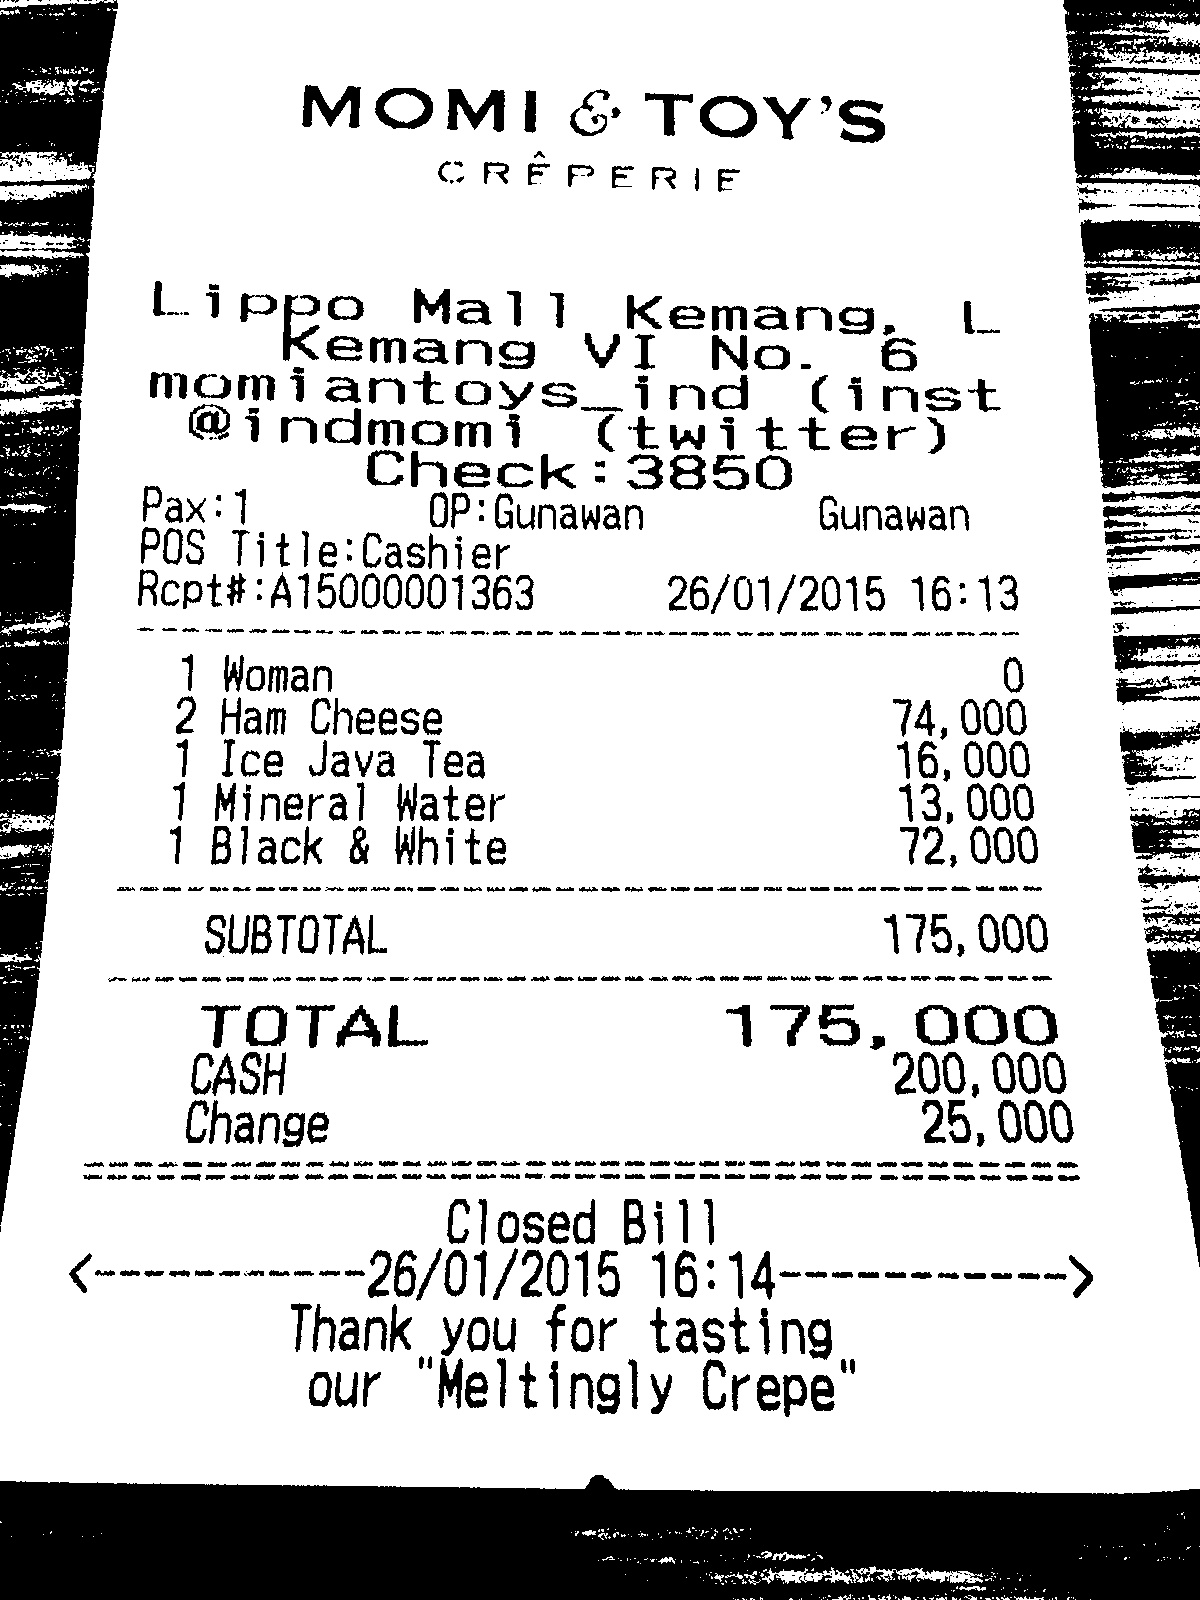 MOMI & TOY'S
CRÊPERIE
Lippo Mall Kemang, L
Kemang VI No. 6
momiantoys_ind (inst
@indmomi (twitter)
Check:3850
Pax:1 OP:Gunawan Gunawan
POS Title:Cashier
Rcpt#:A15000001363 26/01/2015 16:13
1 Woman 0
2 Ham Cheese 74,000
1 Ice Java Tea 16,000
1 Mineral Water 13,000
1 Black & White 72,000
SUBTOTAL 175,000
TOTAL 175,000
CASH 200,000
Change 25,000
Closed Bill
<------------26/01/2015 16:14------------>
Thank you for tasting
our "Meltingly Crepe"